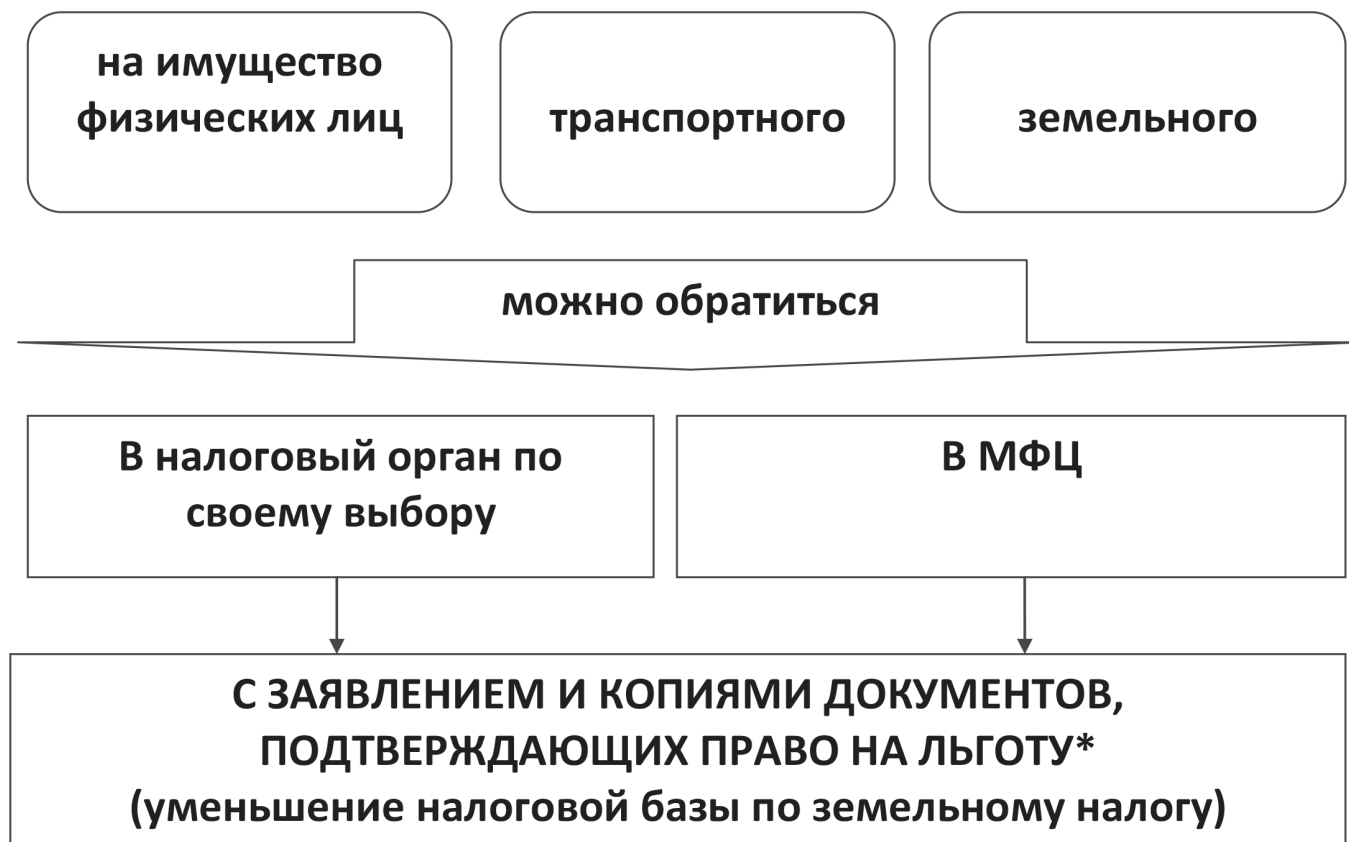 на имущество
физических лиц
транспортного
земельного
можно обратиться
В налоговый орган по
своему выбору
В МФЦ
С ЗАЯВЛЕНИЕМ И КОПИЯМИ ДОКУМЕНТОВ,
ПОДТВЕРЖДАЮЩИХ ПРАВО НА ЛЬГОТУ*
(уменьшение налоговой базы по земельному налогу)